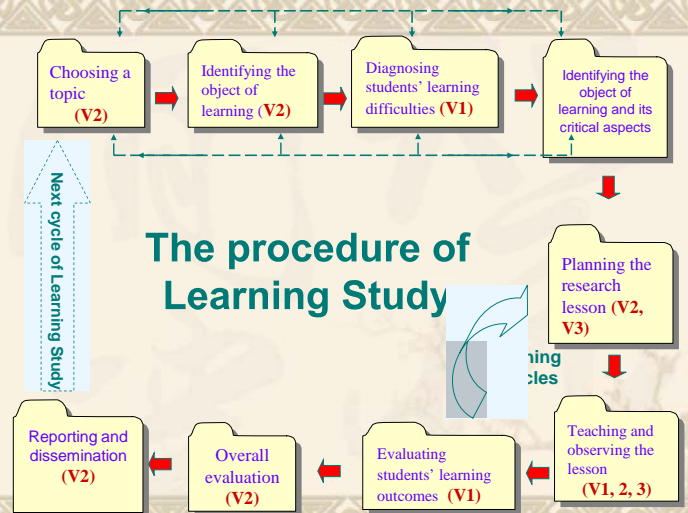 Choosing a
topic
(V2)
Identifying the
object of
learning (V2)
Diagnosing
students' learning
difficulties (V1)
Identifying the
object of
learning and its
critical aspects
Next cycle of Learning Study
The procedure of
Learning Study
Planning the
research
lesson (V2,
V3)
Teaching and
observing the
lesson
(V1, 2, 3)
Evaluating
students' learning
outcomes (V1)
Overall
evaluation
(V2)
Reporting and
dissemination
(V2)